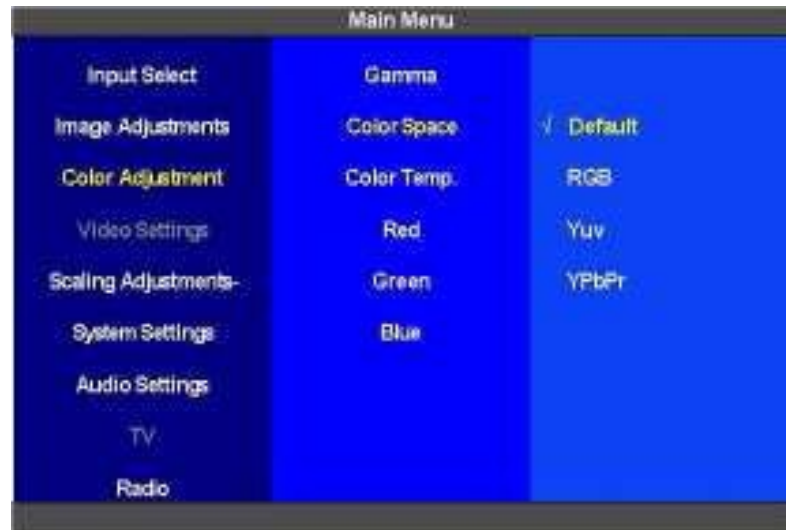 Main Menu
Input Select
Image Adjustments
Color Adjustment
Video Settings
Scaling Adjustments-
System Settings
Audio Settings
TV
Radio
Gamma
Color Space
Color Temp.
Red
Green
Blue
√ Default
RGB
Yuv
YPbPr